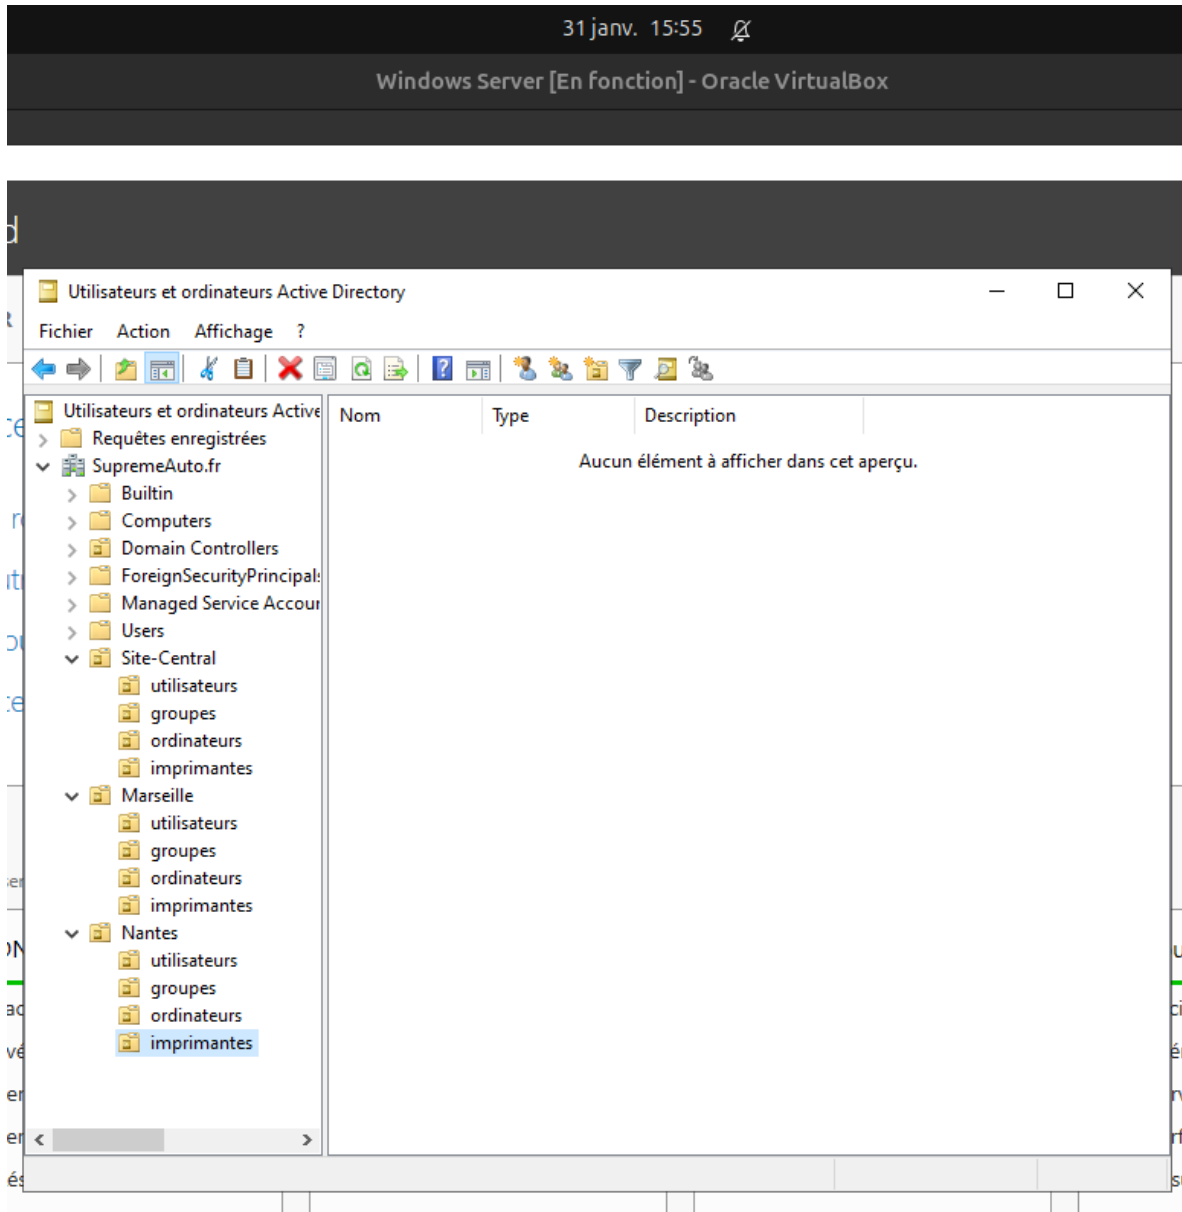 31 janv. 15:55
Windows Server [En fonction] - Oracle VirtualBox
Utilisateurs et ordinateurs Active Directory
Fichier Action Affichage ?
Utilisateurs et ordinateurs Active
Nom Type Description
Requêtes enregistrées
Aucun élément à afficher dans cet aperçu.
SupremeAuto.fr
Builtin
Computers
Domain Controllers
ForeignSecurityPrincipal
Managed Service Accour
Users
Site-Central
utilisateurs
groupes
ordinateurs
imprimantes
Marseille
utilisateurs
groupes
ordinateurs
imprimantes
Nantes
utilisateurs
groupes
ordinateurs
imprimantes